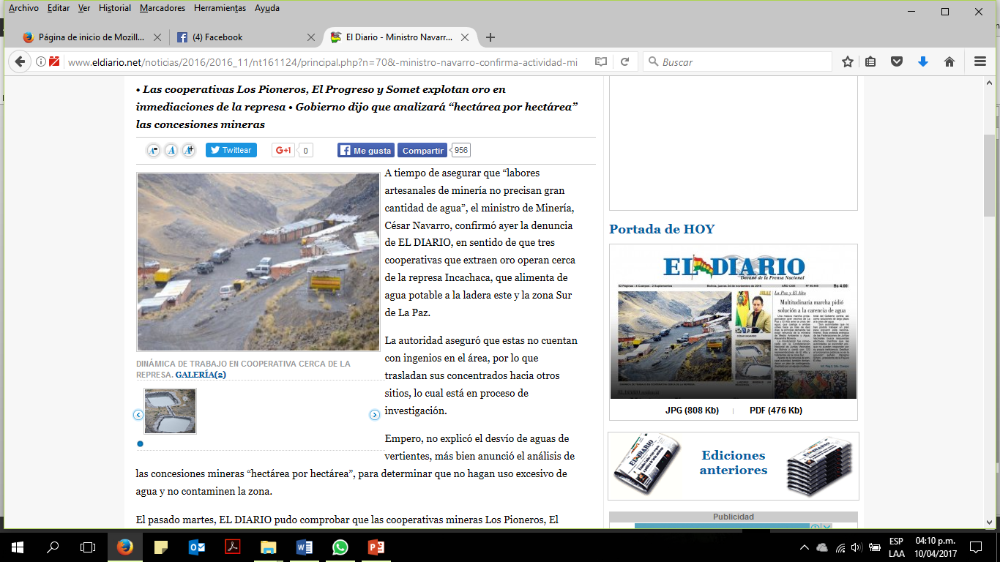 Archivo Editar Ver Historial Marcadores Herramientas Ayuda
Página de inicio de Mozill...
(4) Facebook
El Diario - Ministro Navarr...
www.eldiario.net/noticias/2016/2016_11/nt161124/principal.php?n=70&-ministro-navarro-confirma-actividad-mi
Buscar
• Las cooperativas Los Pioneros, El Progreso y Somet explotan oro en
inmediaciones de la represa • Gobierno dijo que analizará “hectárea por hectárea”
las concesiones mineras
A- A A+ Twittear G+1 0 Me gusta Compartir 956
A tiempo de asegurar que “labores
artesanales de minería no precisan gran
cantidad de agua”, el ministro de Minería,
César Navarro, confirmó ayer la denuncia
de EL DIARIO, en sentido de que tres
cooperativas que extraen oro operan cerca
de la represa Incachaca, que alimenta de
agua potable a la ladera este y la zona Sur
de La Paz.
DINÁMICA DE TRABAJO EN COOPERATIVA CERCA DE LA
REPRESA. GALERÍA(2)
La autoridad aseguró que estas no cuentan
con ingenios en el área, por lo que
trasladan sus concentrados hacia otros
sitios, lo cual está en proceso de
investigación.
Empero, no explicó el desvío de aguas de
vertientes, más bien anunció el análisis de
las concesiones mineras “hectárea por hectárea”, para determinar que no hagan uso excesivo de
agua y no contaminen la zona.
El pasado martes, EL DIARIO pudo comprobar que las cooperativas mineras Los Pioneros, El
Portada de HOY
EL DIARIO
Decano de la Prensa Nacional
Bs 4.00
La Paz y El Alto
Multitudinaria marcha pidió
solución a la carencia de agua
CÉSAR NAVARRO
JPG (808 Kb) | PDF (476 Kb)
EL DIARIO
Ediciones
anteriores
Publicidad
ESP
LAA
04:10 p.m.
10/04/2017